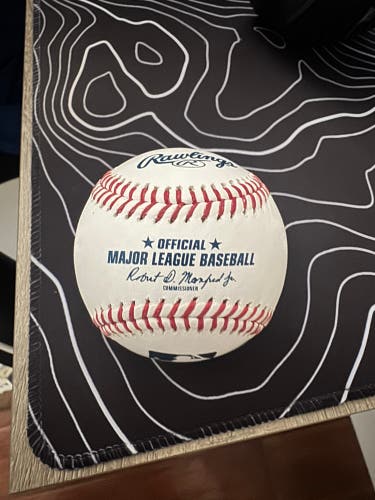 Rawlings
R
★ OFFICIAL ★
MAJOR LEAGUE BASEBALL
Robert D. Manfred Jr.
COMMISSIONER